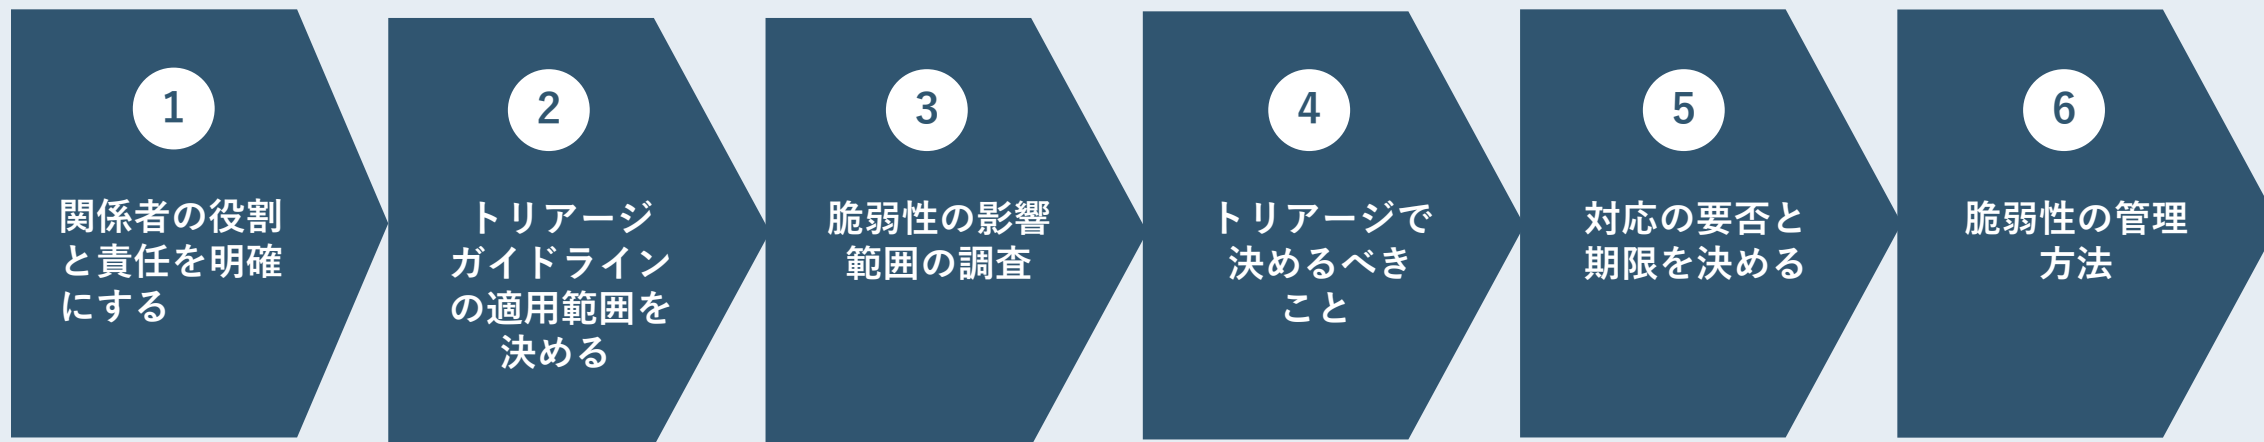 1
関係者の役割
と責任を明確
にする
2
トリアージ
ガイドライン
の適用範囲を
決める
3
脆弱性の影響
範囲の調査
4
トリアージで
決めるべき
こと
5
対応の要否と
期限を決める
6
脆弱性の管理
方法